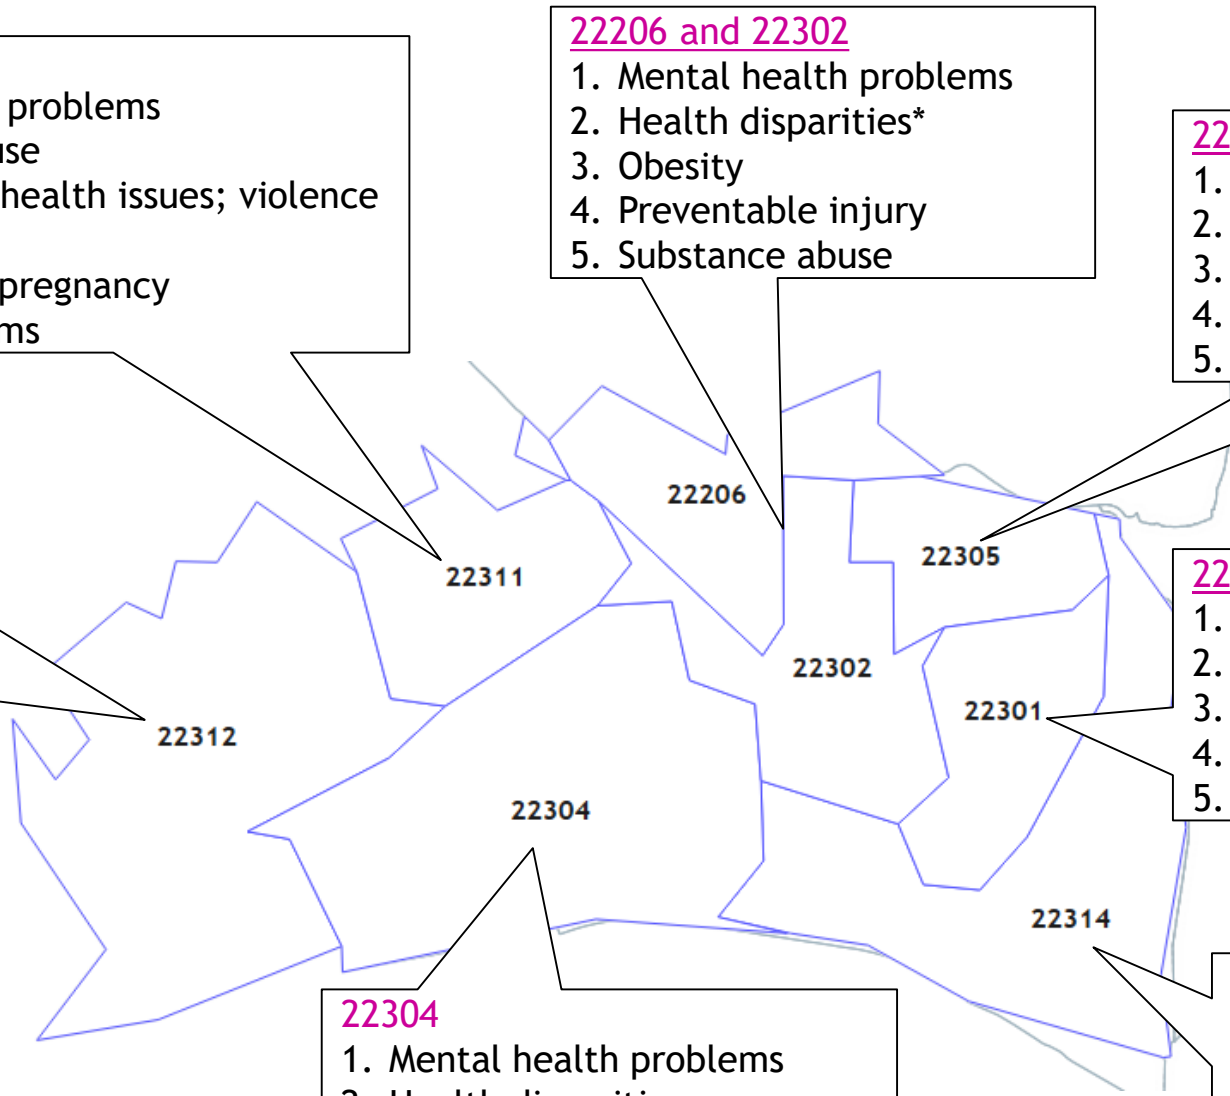 problems
health issues; violence
pregnancy
22206 and 22302
1. Mental health problems
2. Health disparities*
3. Obesity
4. Preventable injury
5. Substance abuse
22
1.
2.
3.
4.
5.
22206
22311
22305
22302
22301
22312
22304
22314
22
1.
2.
3.
4.
5.
22304
1. Mental health problems